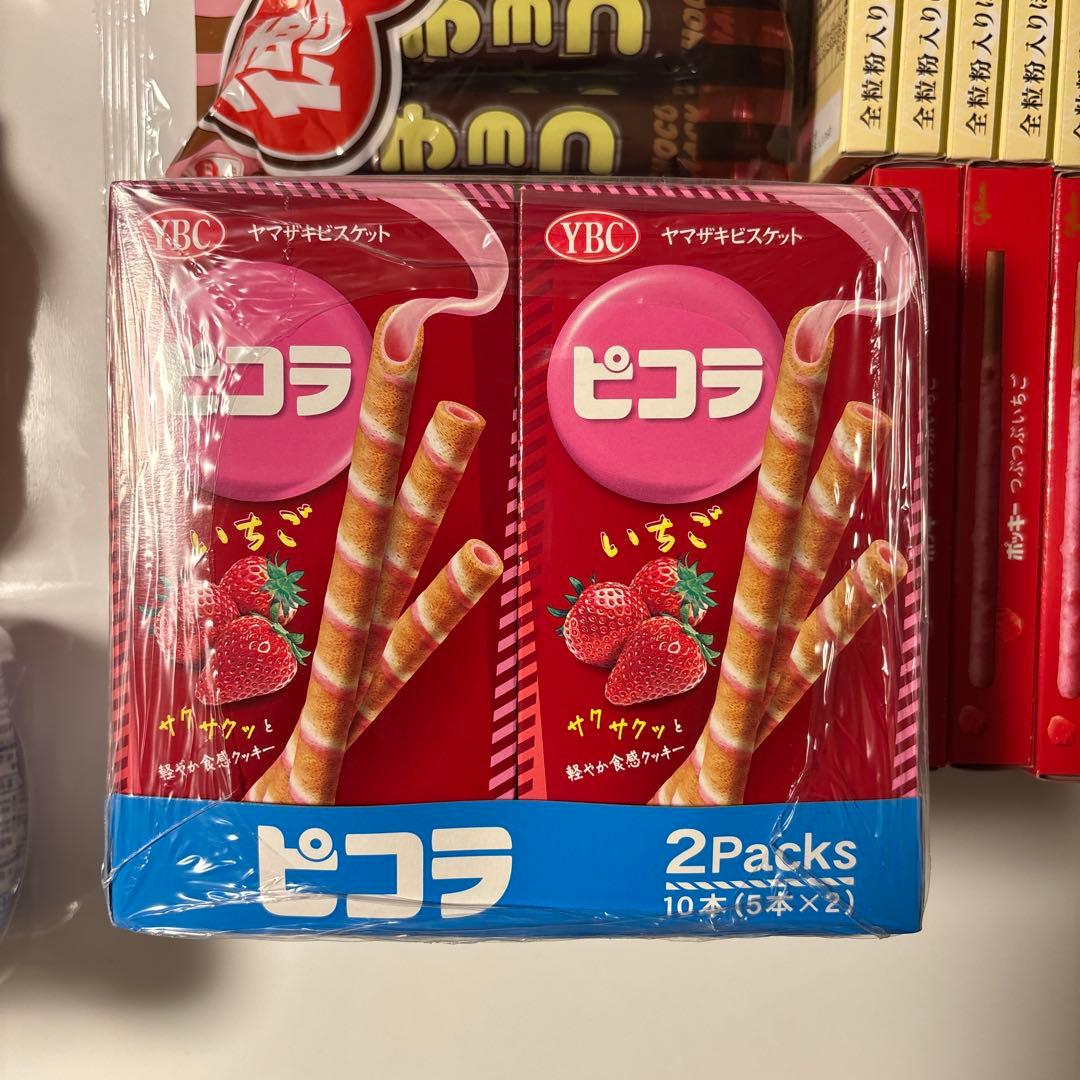 CHOCO
全粒粉入り
全粒粉入り
全粒粉入り
全粒粉入り
YBC
ヤマザキビスケット
ピコラ
いちご
サクサクッと
軽やか食感クッキー
YBC
ヤマザキビスケット
ピコラ
いちご
サクサクッと
軽やか食感クッキー
ポッキー つぶつぶいちご
ピコラ
2Packs
10本(5本×2)